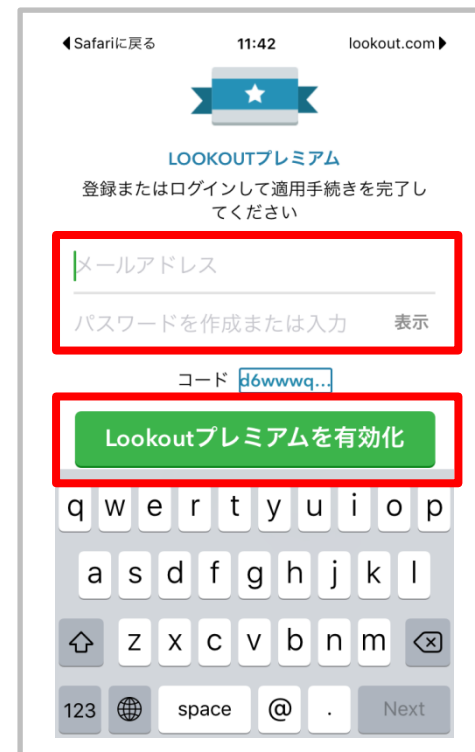 Safariに戻る 11:42 lookout.com
LOOKOUTプレミアム
登録またはログインして適用手続きを完了し
てください
メールアドレス
パスワードを作成または入力 表示
コード d6wwwq...
Lookoutプレミアムを有効化
q w e r t y u i o p
a s d f g h j k l
z x c v b n m
123 space @ . Next